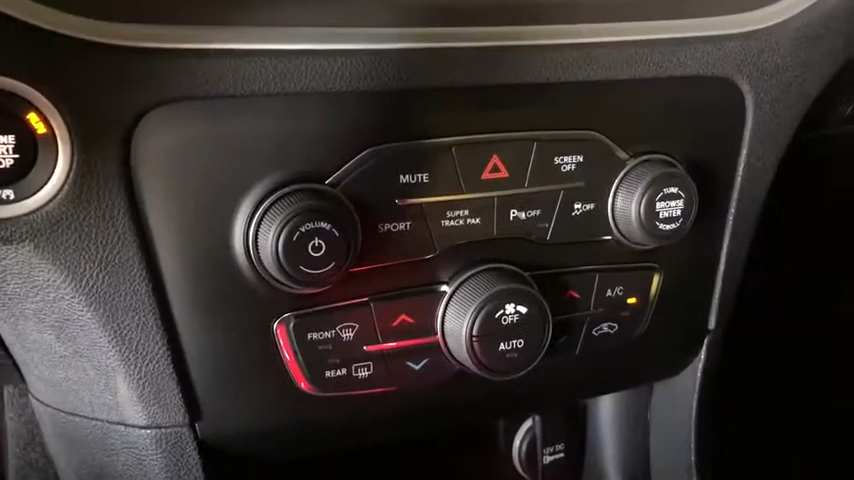 RUN
MUTE
SCREEN
OFF
TUNE
BROWSE
ENTER
SCROLL
VOLUME
SPORT
SUPER
TRACK PAK
P OFF
OFF
FRONT
REAR
OFF
AUTO
A/C
12V DC